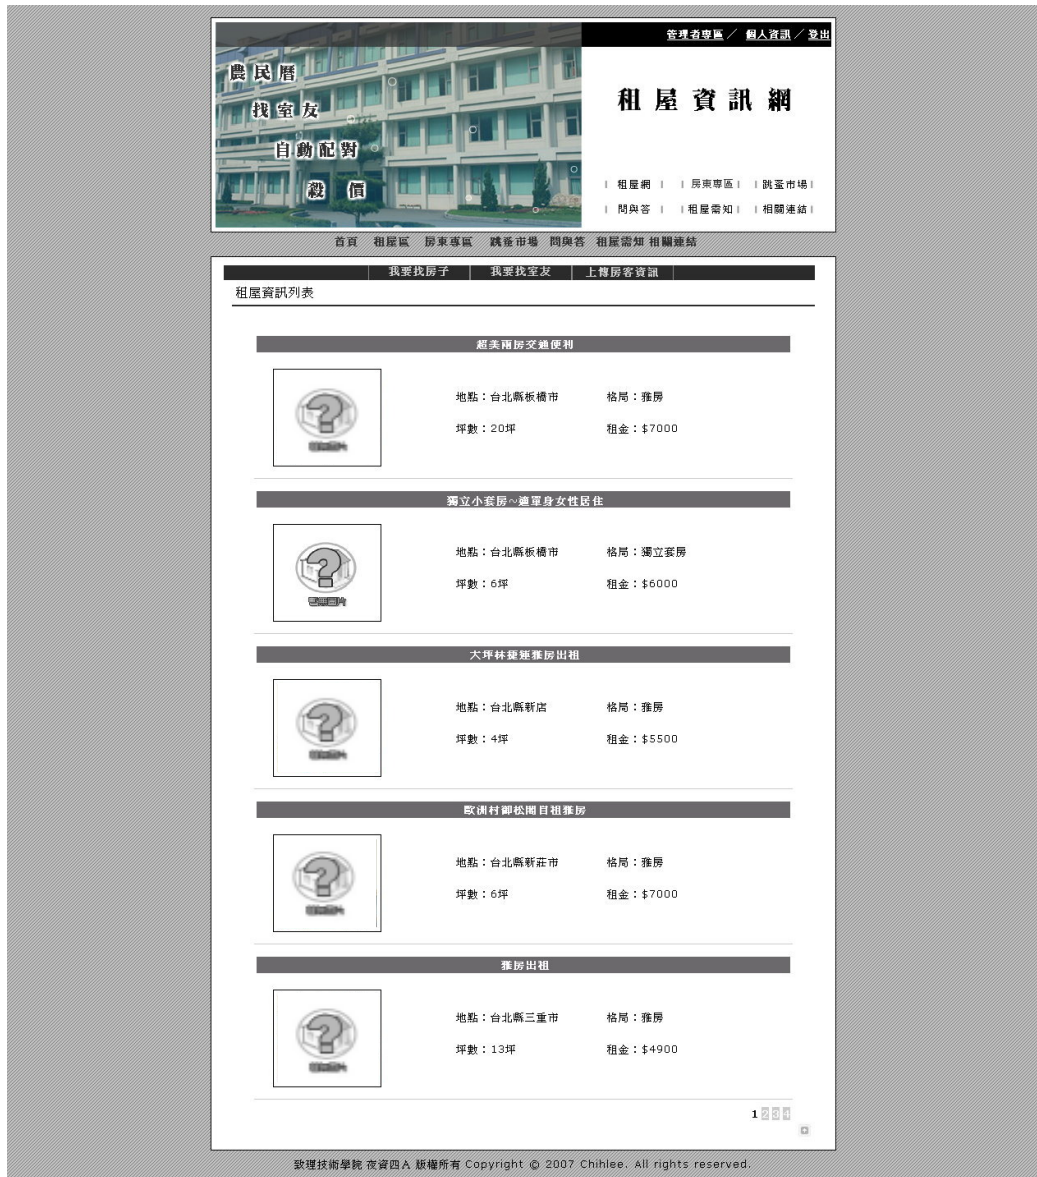 管理者專區／ 個人資訊／登出
農民曆
找室友
自動配對
殺 價
租屋資訊網
| 租屋網 | | 房東專區 | | 跳蚤市場 |
| 問與答 | | 租屋需知 | | 相關連結 |
首頁 租屋區 房東專區 跳蚤市場 問與答 租屋需知 相關連結
我要找房子 | 我要找室友 | 上傳房客資訊
租屋資訊列表
超美兩房交通便利
地點：台北縣板橋市 格局：雅房
坪數：20坪 租金：$7000
獨立小套房~適單身女性居住
地點：台北縣板橋市 格局：獨立套房
坪數：6坪 租金：$6000
大坪林捷運雅房出租
地點：台北縣新店 格局：雅房
坪數：4坪 租金：$5500
歐洲村御松閣自租雅房
地點：台北縣新莊市 格局：雅房
坪數：6坪 租金：$7000
雅房出租
地點：台北縣三重市 格局：雅房
坪數：13坪 租金：$4900
1 2 3 4
致理技術學院 夜資四A 版權所有 Copyright © 2007 Chihlee. All rights reserved.